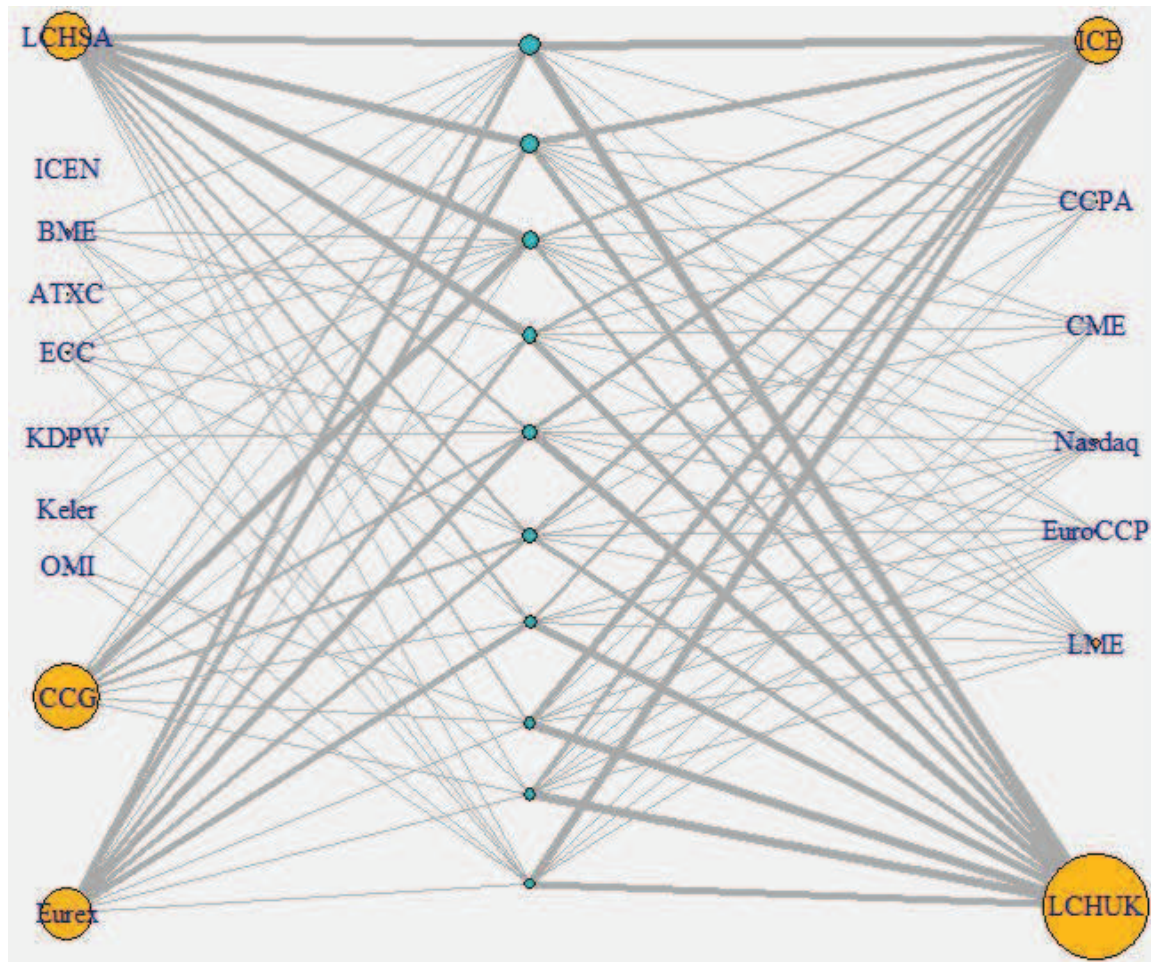 LCHSA
ICEN
BME
ATXC
ECC
KDPW
Keler
OMI
CCG
Eurex
ICE
CCPA
CME
Nasdaq
EuroCCP
LME
LCHUK